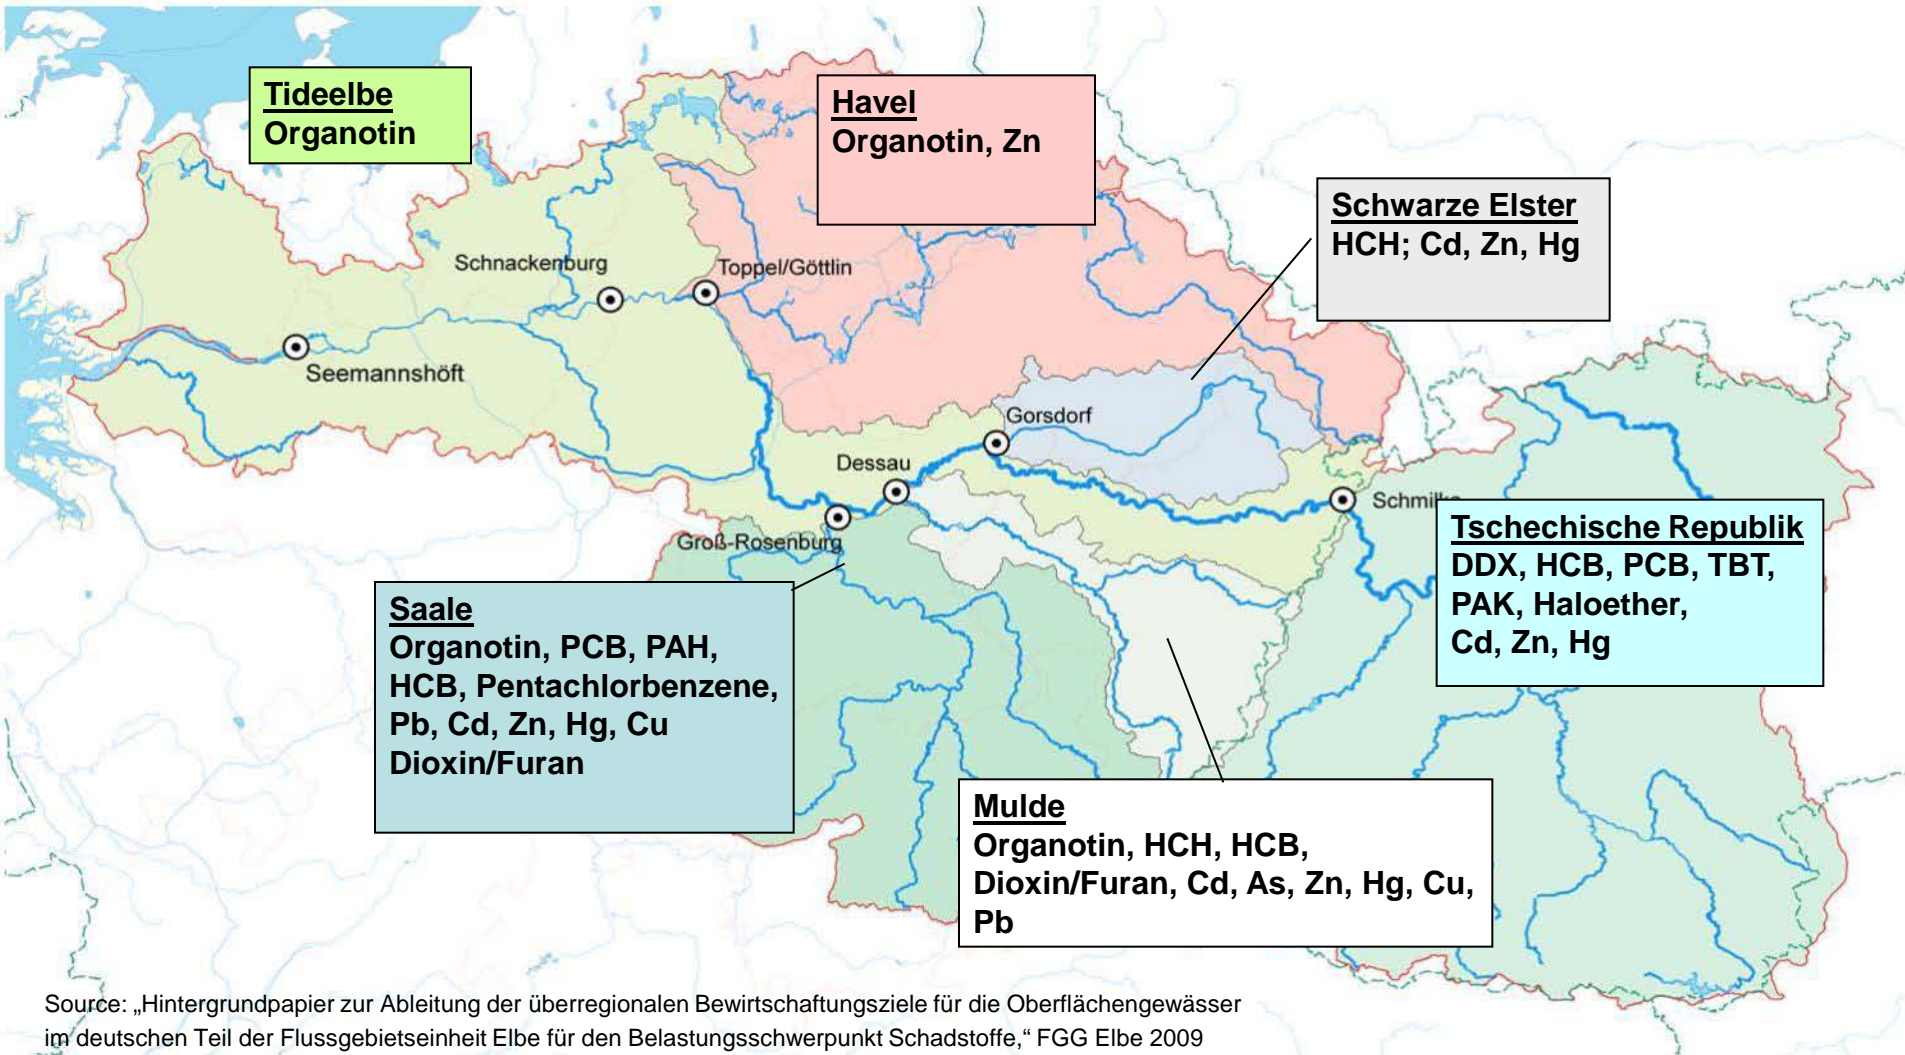 Tideelbe
Organotin
Havel
Organotin, Zn
Schwarze Elster
HCH; Cd, Zn, Hg
Schnackenburg
Toppel/Göttlin
Seemannshöft
Gorsdorf
Dessau
Groß-Rosenburg
Tschechische Republik
DDX, HCB, PCB, TBT,
PAK, Haloether,
Cd, Zn, Hg
Saale
Organotin, PCB, PAH,
HCB, Pentachlorbenzene,
Pb, Cd, Zn, Hg, Cu
Dioxin/Furan
Mulde
Organotin, HCH, HCB,
Dioxin/Furan, Cd, As, Zn, Hg, Cu,
Pb
Source: „Hintergrundpapier zur Ableitung der überregionalen Bewirtschaftungsziele für die Oberflächengewässer
im deutschen Teil der Flussgebietseinheit Elbe für den Belastungsschwerpunkt Schadstoffe,“ FGG Elbe 2009